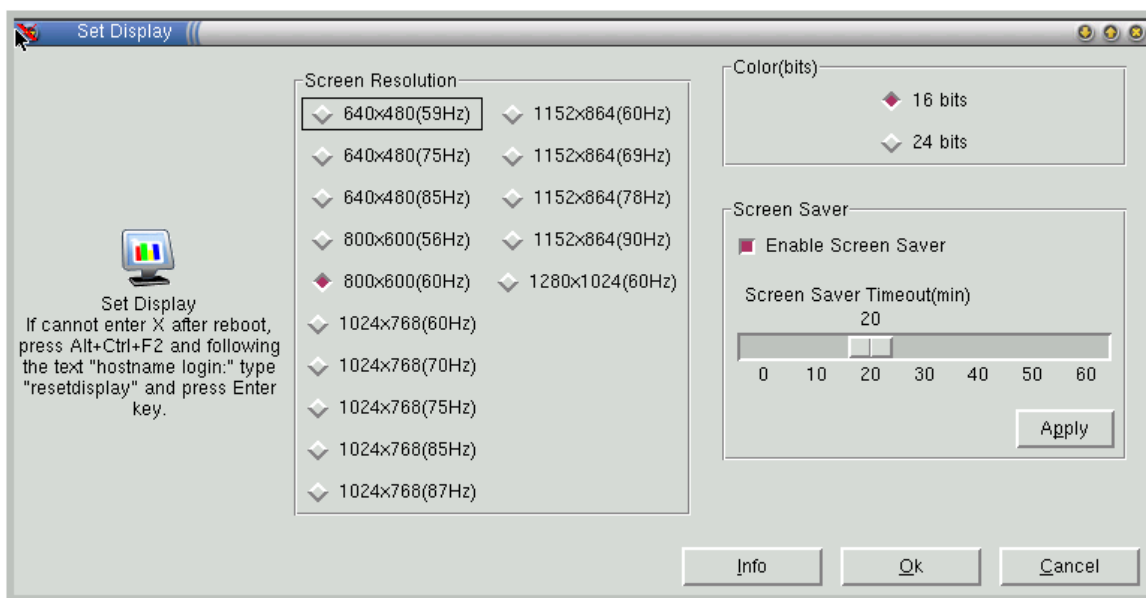 Set Display
Set Display
If cannot enter X after reboot,
press Alt+Ctrl+F2 and following
the text "hostname login:" type
"resetdisplay" and press Enter
key.
Screen Resolution
640x480(59Hz)
640x480(75Hz)
640x480(85Hz)
800x600(56Hz)
800x600(60Hz)
1024x768(60Hz)
1024x768(70Hz)
1024x768(75Hz)
1024x768(85Hz)
1024x768(87Hz)
1152x864(60Hz)
1152x864(69Hz)
1152x864(78Hz)
1152x864(90Hz)
1280x1024(60Hz)
Color(bits)
16 bits
24 bits
Screen Saver
Enable Screen Saver
Screen Saver Timeout(min)
20
0 10 20 30 40 50 60
Apply
Info Ok Cancel